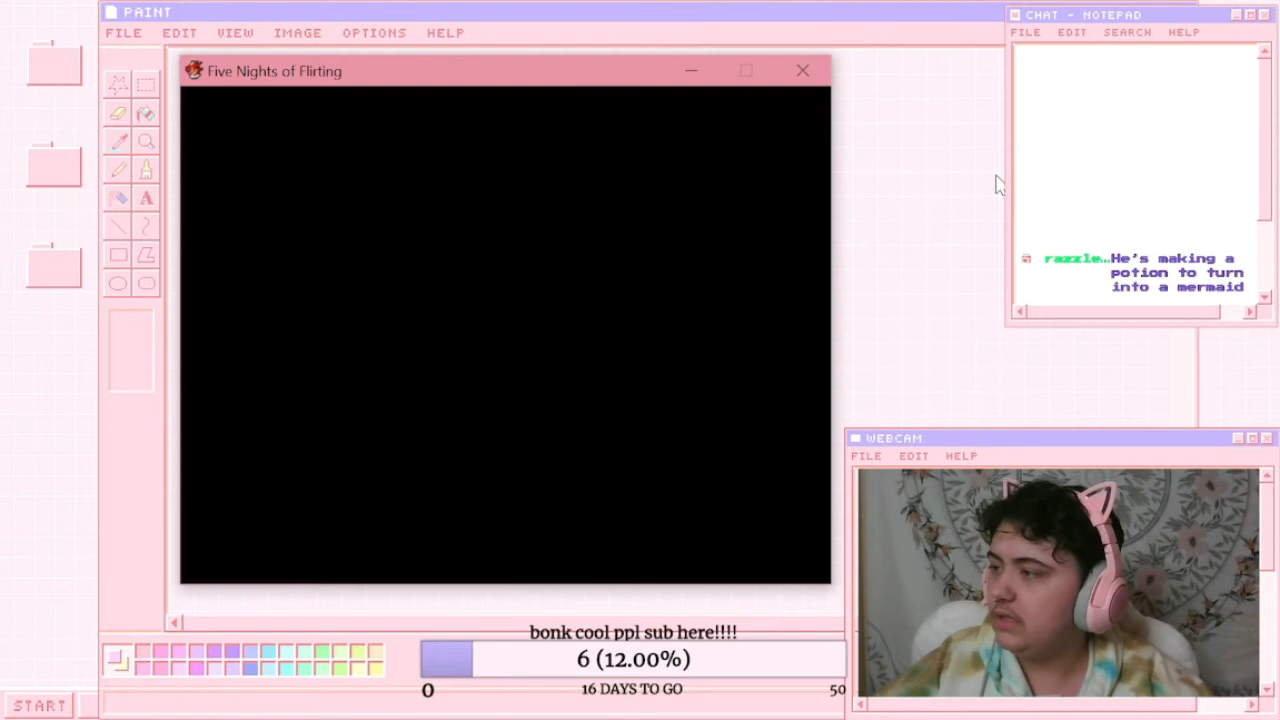 PAINT
FILE EDIT VIEW IMAGE OPTIONS HELP
Five Nights of Flirting
CHAT - NOTEPAD
FILE EDIT SEARCH HELP
razzle…He's making a
potion to turn
into a mermaid
A
WEBCAM
FILE EDIT HELP
bonk cool ppl sub here!!!!
6 (12.00%)
0 16 DAYS TO GO 50
START